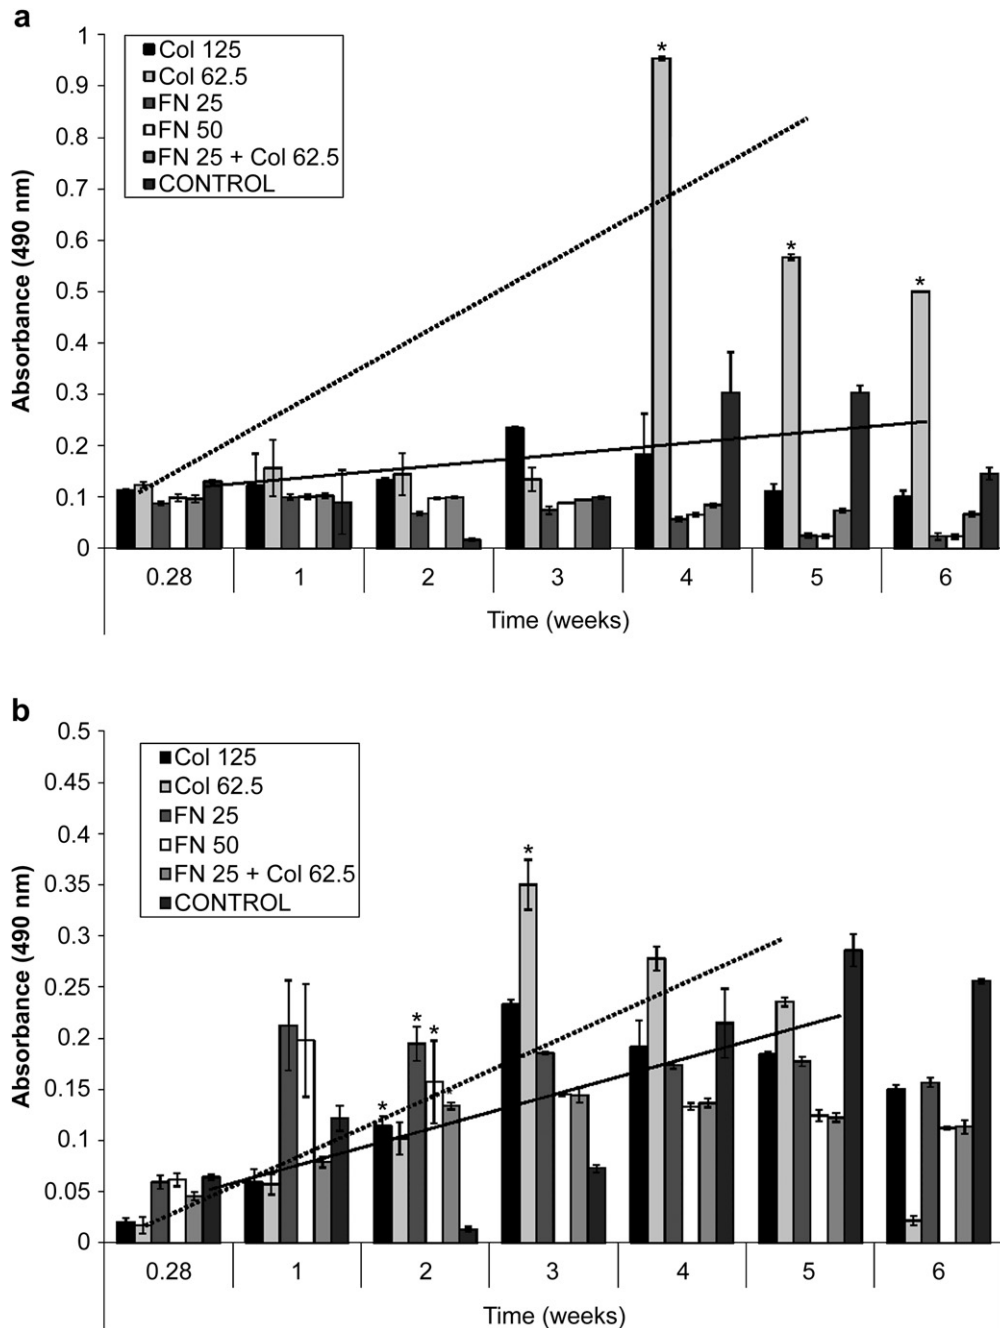 a
Absorbance (490 nm)
1
0.9
0.8
0.7
0.6
0.5
0.4
0.3
0.2
0.1
0
Col 125
Col 62.5
FN 25
FN 50
FN 25 + Col 62.5
CONTROL
*
*
*
0.28 1 2 3 4 5 6
Time (weeks)
b
Absorbance (490 nm)
0.5
0.45
0.4
0.35
0.3
0.25
0.2
0.15
0.1
0.05
0
Col 125
Col 62.5
FN 25
FN 50
FN 25 + Col 62.5
CONTROL
*
*
*
*
0.28 1 2 3 4 5 6
Time (weeks)